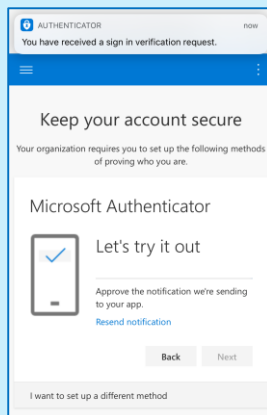 AUTHENTICATOR now
You have received a sign in verification request.
Keep your account secure
Your organization requires you to set up the following methods
of proving who you are.
Microsoft Authenticator
Let's try it out
Approve the notification we're sending
to your app.
Resend notification
Back Next
I want to set up a different method